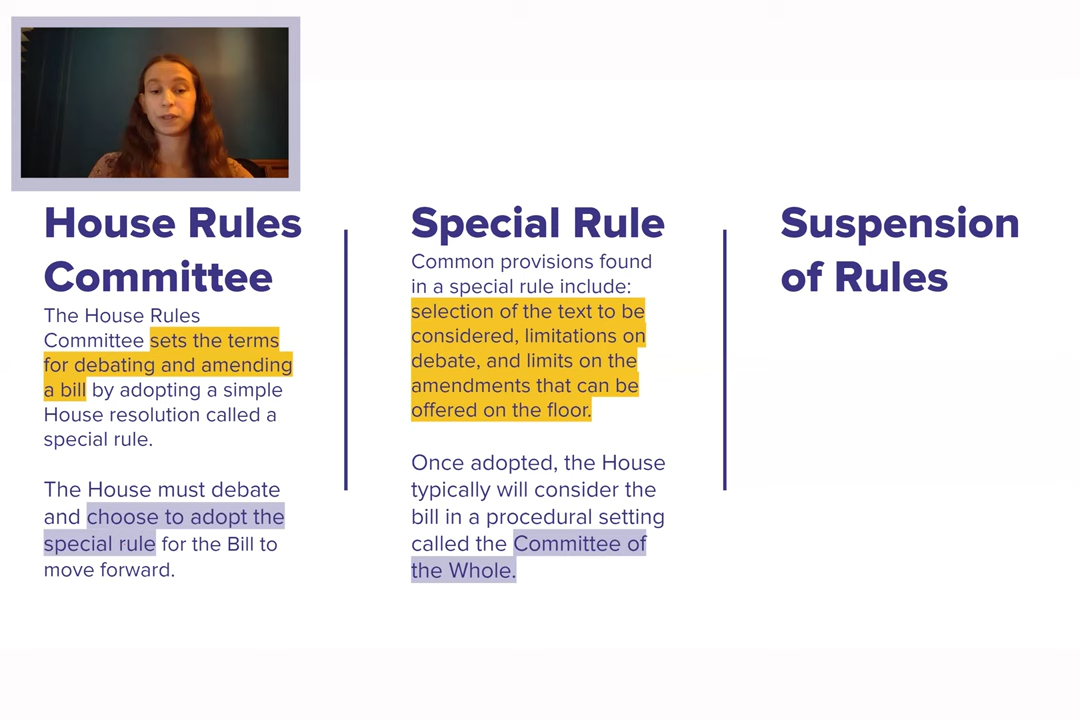 House Rules
Committee
The House Rules
Committee sets the terms
for debating and amending
a bill by adopting a simple
House resolution called a
special rule.
The House must debate
and choose to adopt the
special rule for the Bill to
move forward.
Special Rule
Common provisions found
in a special rule include:
selection of the text to be
considered, limitations on
debate, and limits on the
amendments that can be
offered on the floor.
Once adopted, the House
typically will consider the
bill in a procedural setting
called the Committee of
the Whole.
Suspension
of Rules